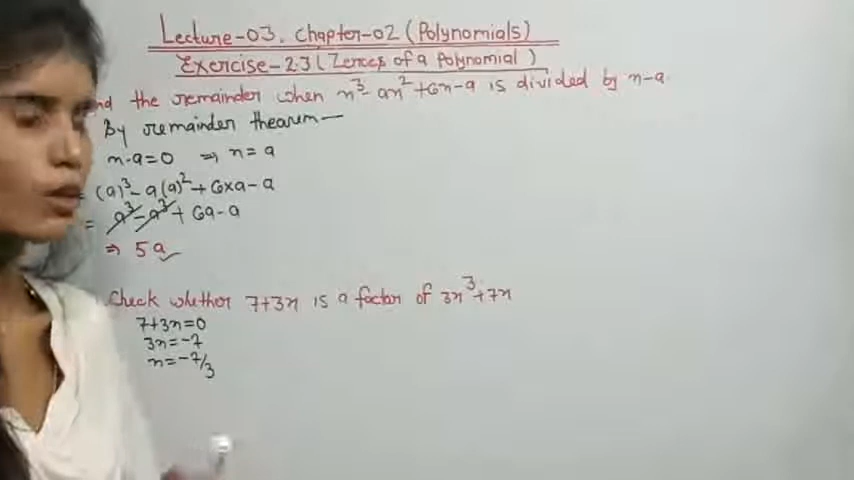 Lecture-03. Chapter-02 (Polynomials)
Exercise-2.3 (Zeroes of a Polynomial)
nd the remainder when x³- ax²+6x-a is divided by x-a.
By remainder theorem—
x-a=0 ⇒ x=a
= (a)³- a(a)²+6×a-a
= a³-a³+6a-a
⇒ 5a ✓
Check whether 7+3x is a factor of 3x³+7x
7+3x=0
3x=-7
x=-7/3